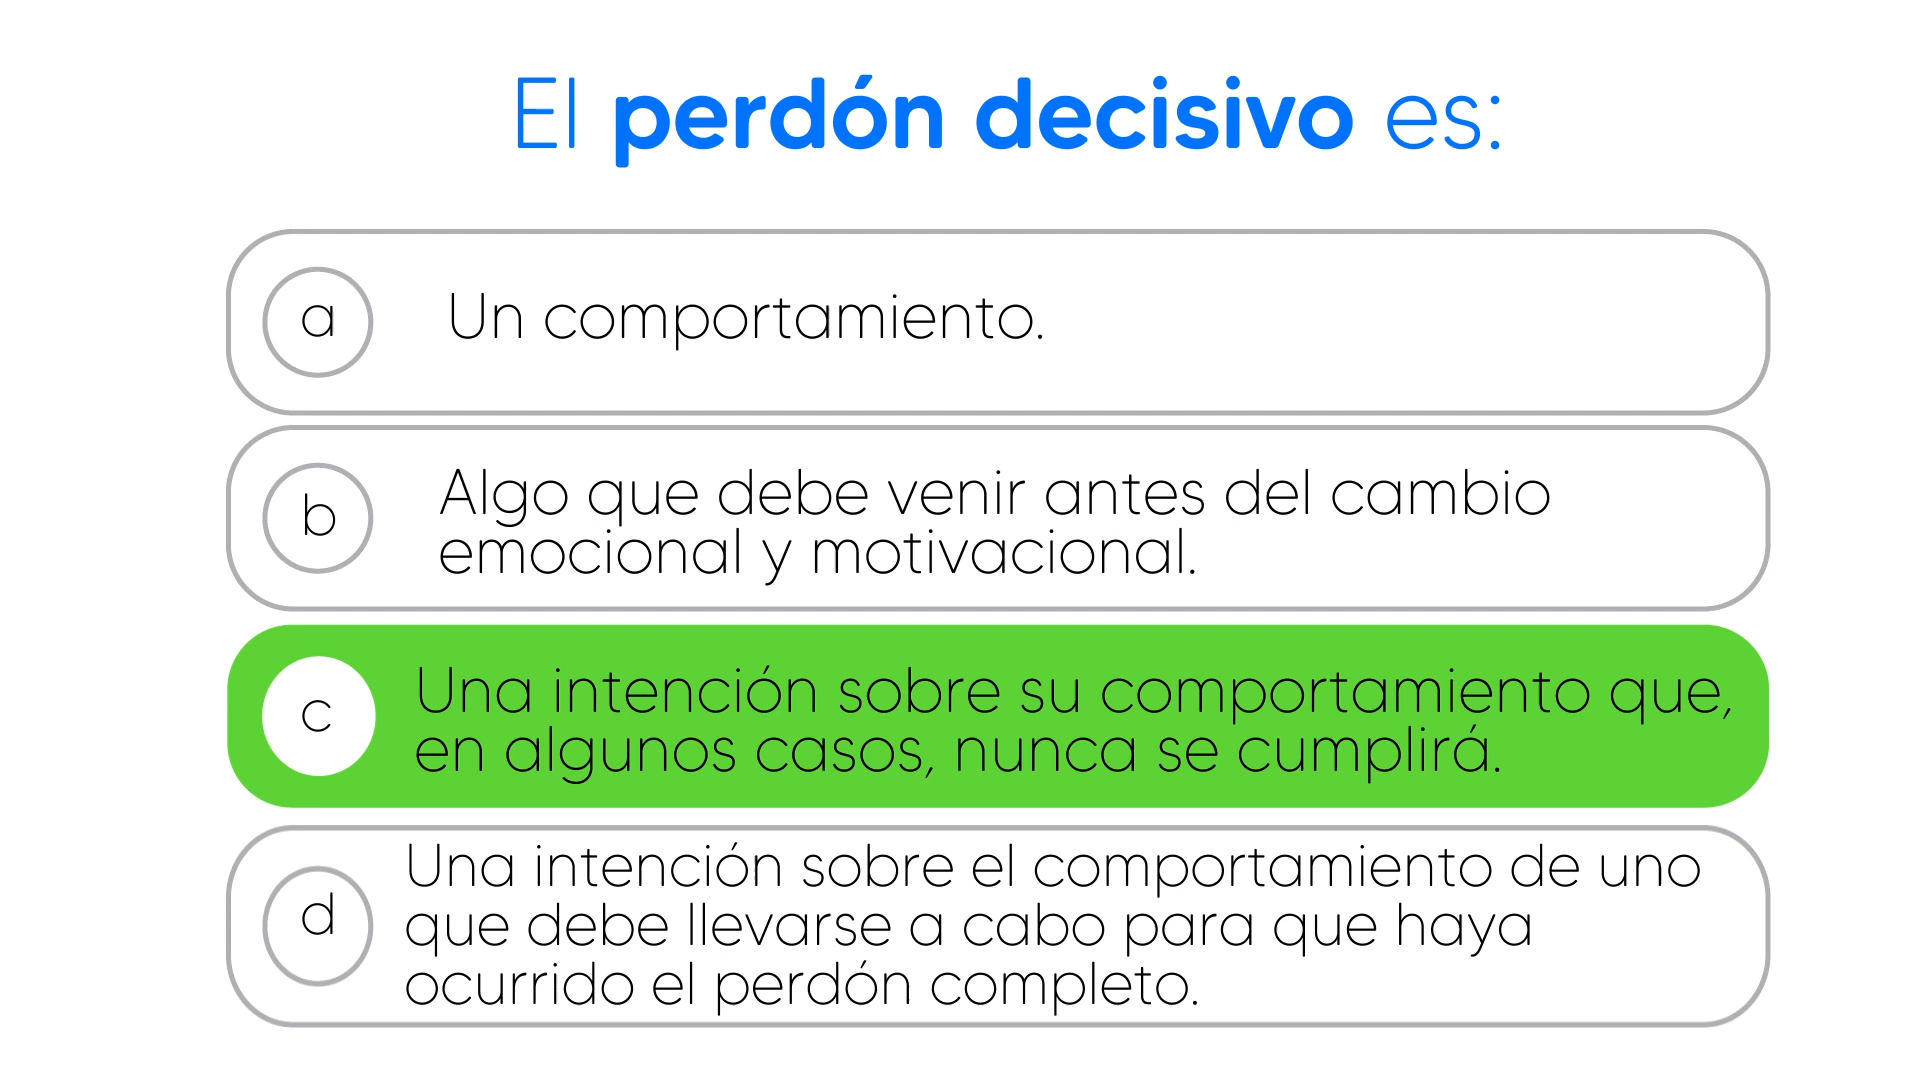 El perdón decisivo es:
a
Un comportamiento.
b
Algo que debe venir antes del cambio
emocional y motivacional.
c
Una intención sobre su comportamiento que,
en algunos casos, nunca se cumplirá.
d
Una intención sobre el comportamiento de uno
que debe llevarse a cabo para que haya
ocurrido el perdón completo.